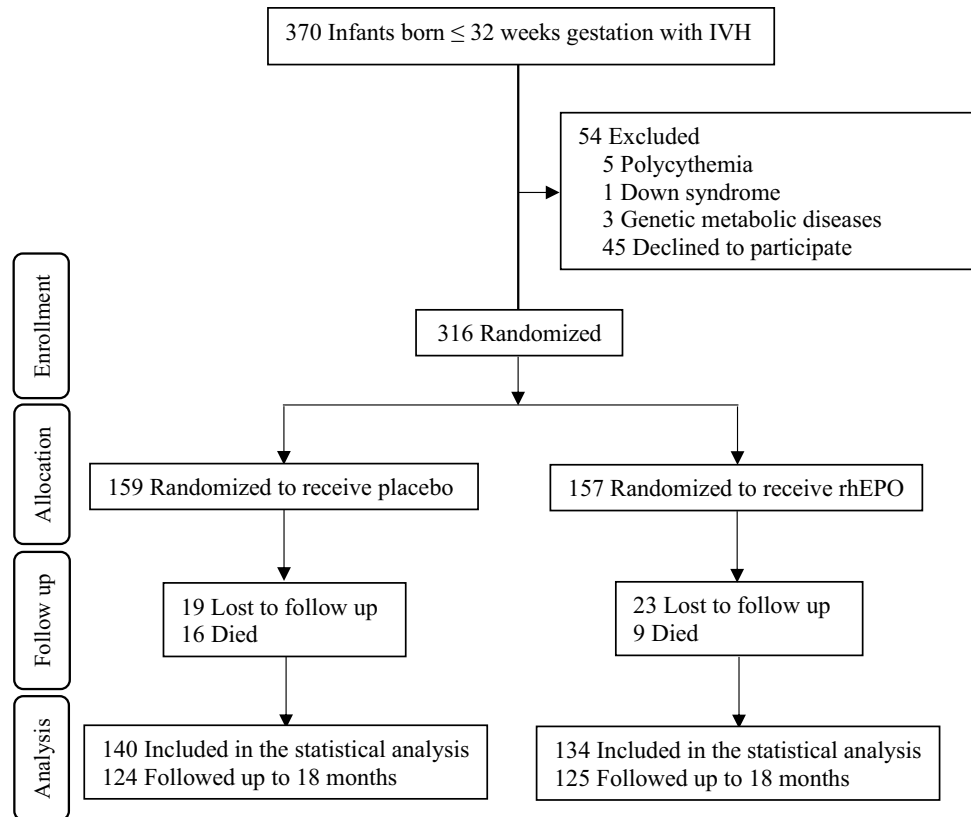 370 Infants born ≤ 32 weeks gestation with IVH
54 Excluded
5 Polycythemia
1 Down syndrome
3 Genetic metabolic diseases
45 Declined to participate
Enrollment
316 Randomized
Allocation
159 Randomized to receive placebo
157 Randomized to receive rhEPO
Follow up
19 Lost to follow up
16 Died
23 Lost to follow up
9 Died
Analysis
140 Included in the statistical analysis
124 Followed up to 18 months
134 Included in the statistical analysis
125 Followed up to 18 months